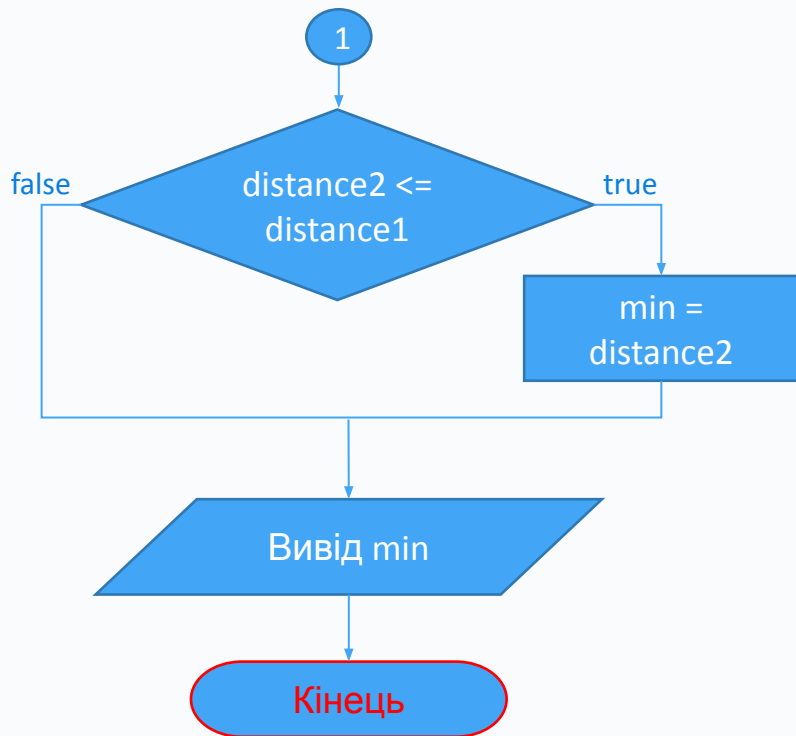 1
false
distance2 <=
distance1
true
min =
distance2
Вивід min
Кінець